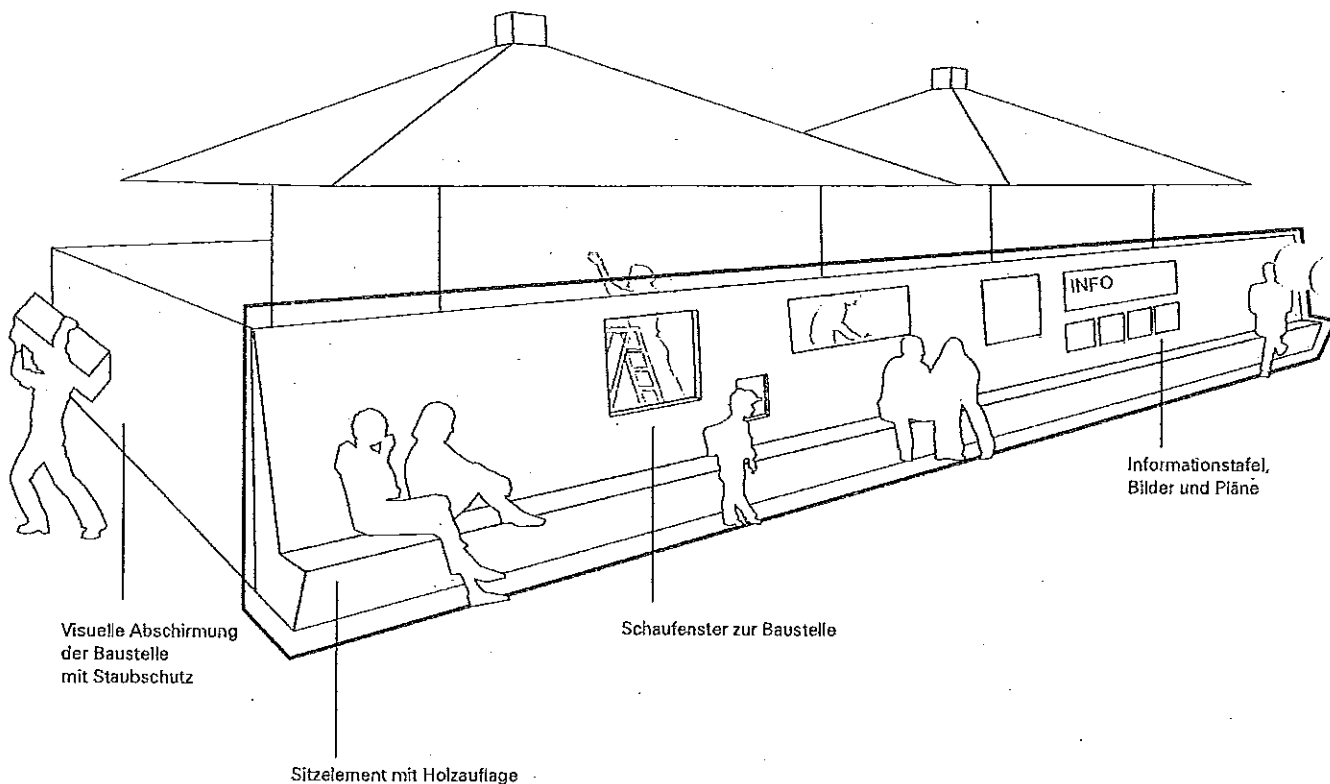 INFO
Informationstafel,
Bilder und Pläne
Visuelle Abschirmung
der Baustelle
mit Staubschutz
Schaufenster zur Baustelle
Sitzelement mit Holzauflage